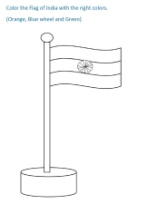 Color the Flag of India with the right colors.
(Orange, Blue wheel and Green)